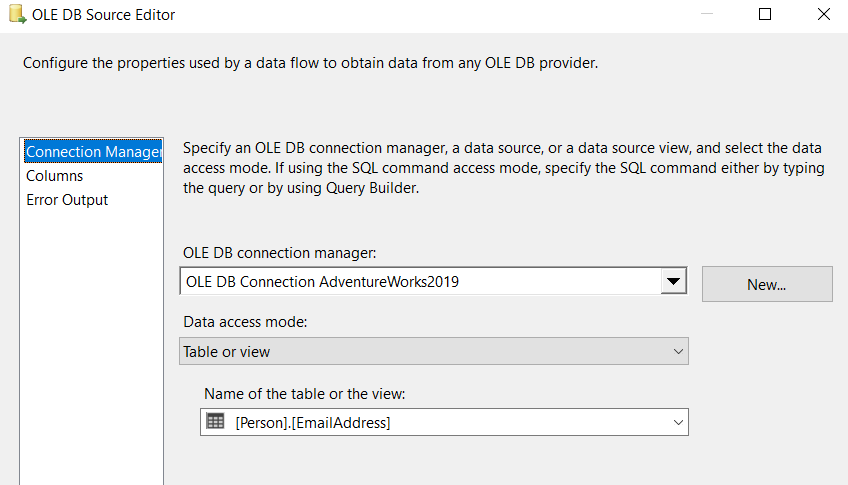 OLE DB Source Editor
Configure the properties used by a data flow to obtain data from any OLE DB provider.
Connection Manager
Columns
Error Output
Specify an OLE DB connection manager, a data source, or a data source view, and select the data
access mode. If using the SQL command access mode, specify the SQL command either by typing
the query or by using Query Builder.
OLE DB connection manager:
OLE DB Connection AdventureWorks2019
New...
Data access mode:
Table or view
Name of the table or the view:
[Person].[EmailAddress]